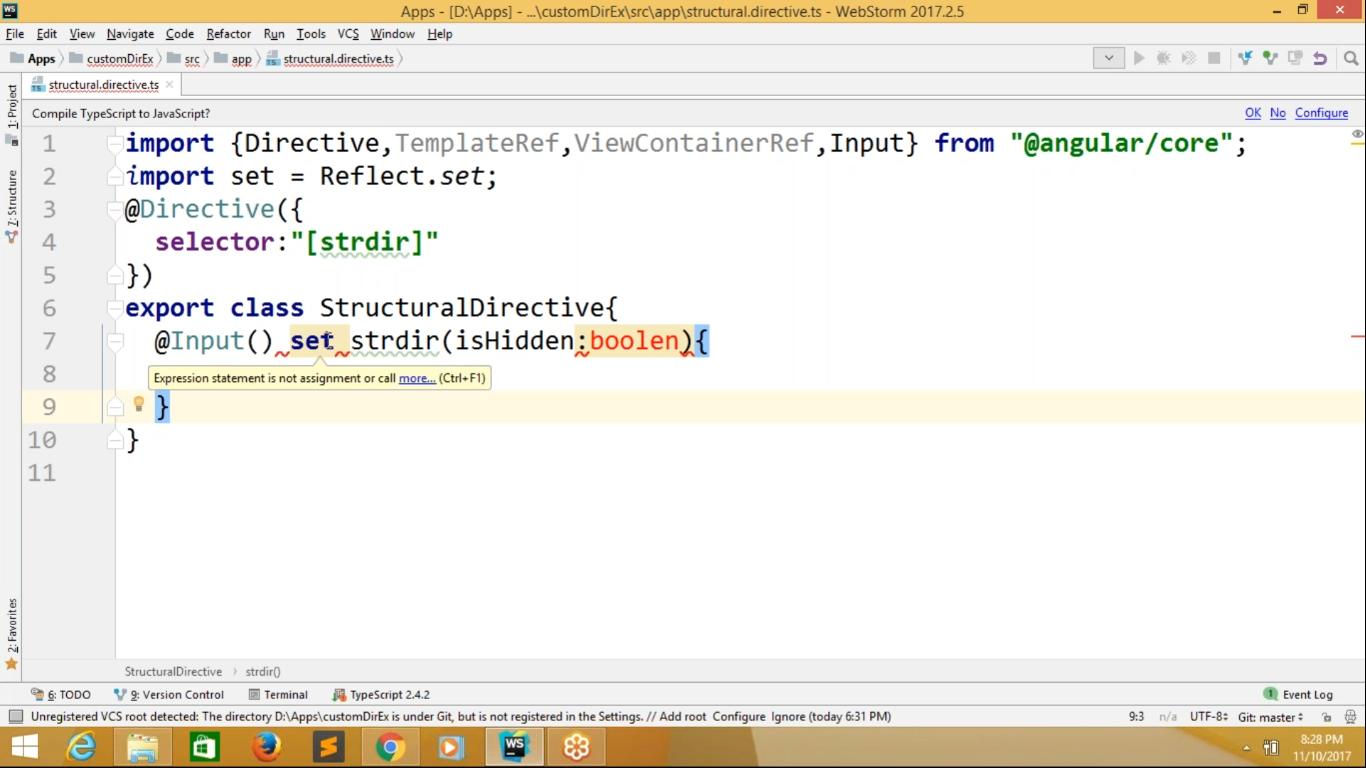 WS
Apps - [D:\Apps] - ...\customDirEx\src\app\structural.directive.ts - WebStorm 2017.2.5
File Edit View Navigate Code Refactor Run Tools VCS Window Help
Apps customDirEx src app structural.directive.ts
structural.directive.ts
1: Project
Compile TypeScript to JavaScript? OK No Configure
1 import {Directive,TemplateRef,ViewContainerRef,Input} from "@angular/core";
2 import set = Reflect.set;
3 @Directive({
4 selector:"[strdir]"
5 })
6 export class StructuralDirective{
7 @Input() set strdir(isHidden:boolen){
8
Expression statement is not assignment or call more... (Ctrl+F1)
9 }
10 }
11
7: Structure
2: Favorites
StructuralDirective strdir()
6: TODO 9: Version Control Terminal TypeScript 2.4.2 1 Event Log
Unregistered VCS root detected: The directory D:\Apps\customDirEx is under Git, but is not registered in the Settings. // Add root Configure Ignore (today 6:31 PM) 9:3 n/a UTF-8 Git: master
WS
8:28 PM
11/10/2017